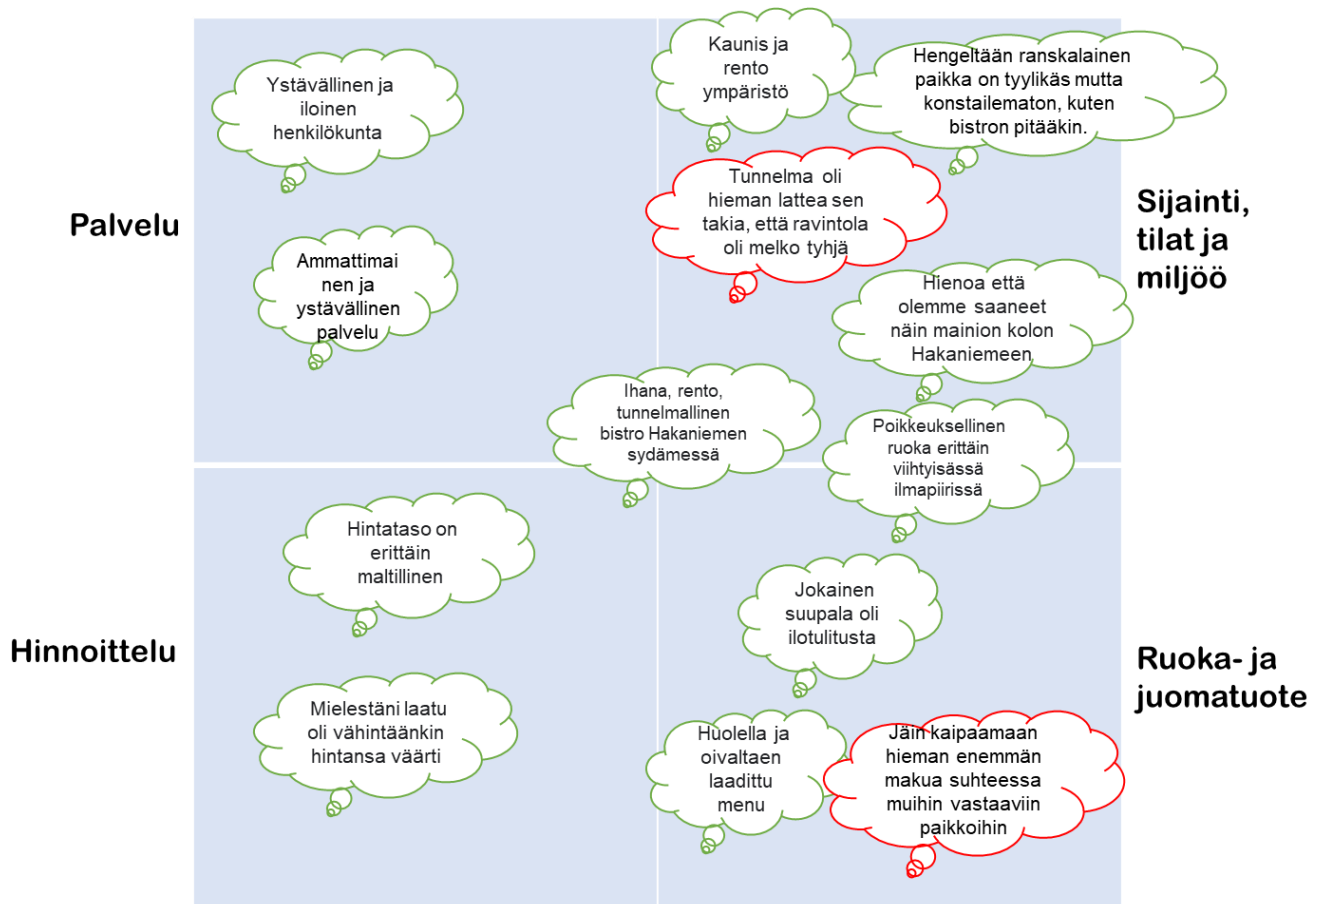 Palvelu
Ystävällinen ja
iloinen
henkilökunta
Ammattimai
nen ja
ystävällinen
palvelu
Kaunis ja
rento
ympäristö
Hengeltään ranskalainen
paikka on tyylikäs mutta
konstailematon, kuten
bistron pitääkin.
Tunnelma oli
hieman lattea sen
takia, että ravintola
oli melko tyhjä
Sijainti,
tilat ja
miljöö
Hienoa että
olemme saaneet
näin mainion kolon
Hakaniemeen
Ihana, rento,
tunnelmallinen
bistro Hakaniemen
sydämessä
Poikkeuksellinen
ruoka erittäin
viihtyisässä
ilmapiirissä
Hinnoittelu
Hintataso on
erittäin
maltillinen
Mielestäni laatu
oli vähintäänkin
hintansa väärti
Jokainen
suupala oli
ilotulitusta
Ruoka- ja
juomatuote
Huolella ja
oivaltaen
laadittu
menu
Jäin kaipaamaan
hieman enemmän
makua suhteessa
muihin vastaaviin
paikkoihin